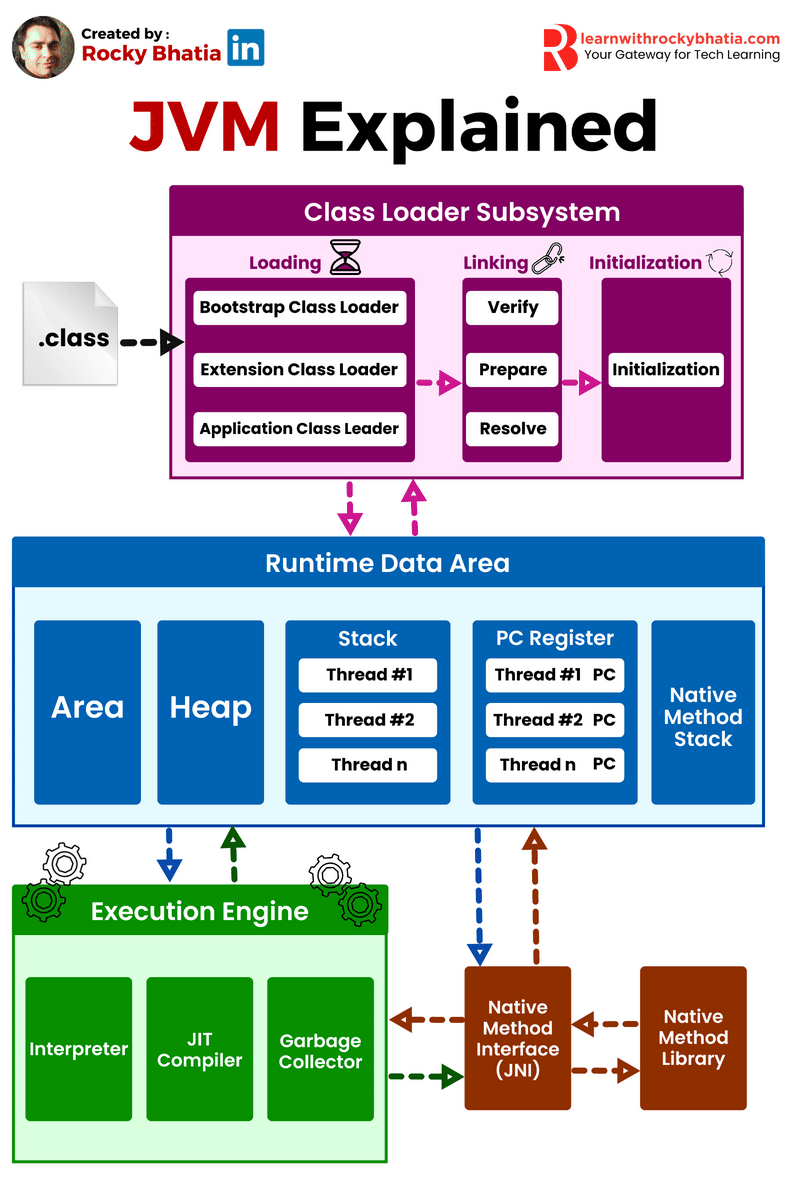 Created by :
Rocky Bhatia
in
learnwithrockybhatia.com
Your Gateway for Tech Learning
JVM Explained
Class Loader Subsystem
Loading
Linking
Initialization
.class
Bootstrap Class Loader
Verify
Extension Class Loader
Prepare
Initialization
Application Class Leader
Resolve
Runtime Data Area
Area
Heap
Stack
Thread #1
Thread #2
Thread n
PC Register
Thread #1 PC
Thread #2 PC
Thread n PC
Native
Method
Stack
Execution Engine
Interpreter
JIT
Compiler
Garbage
Collector
Native
Method
Interface
(JNI)
Native
Method
Library